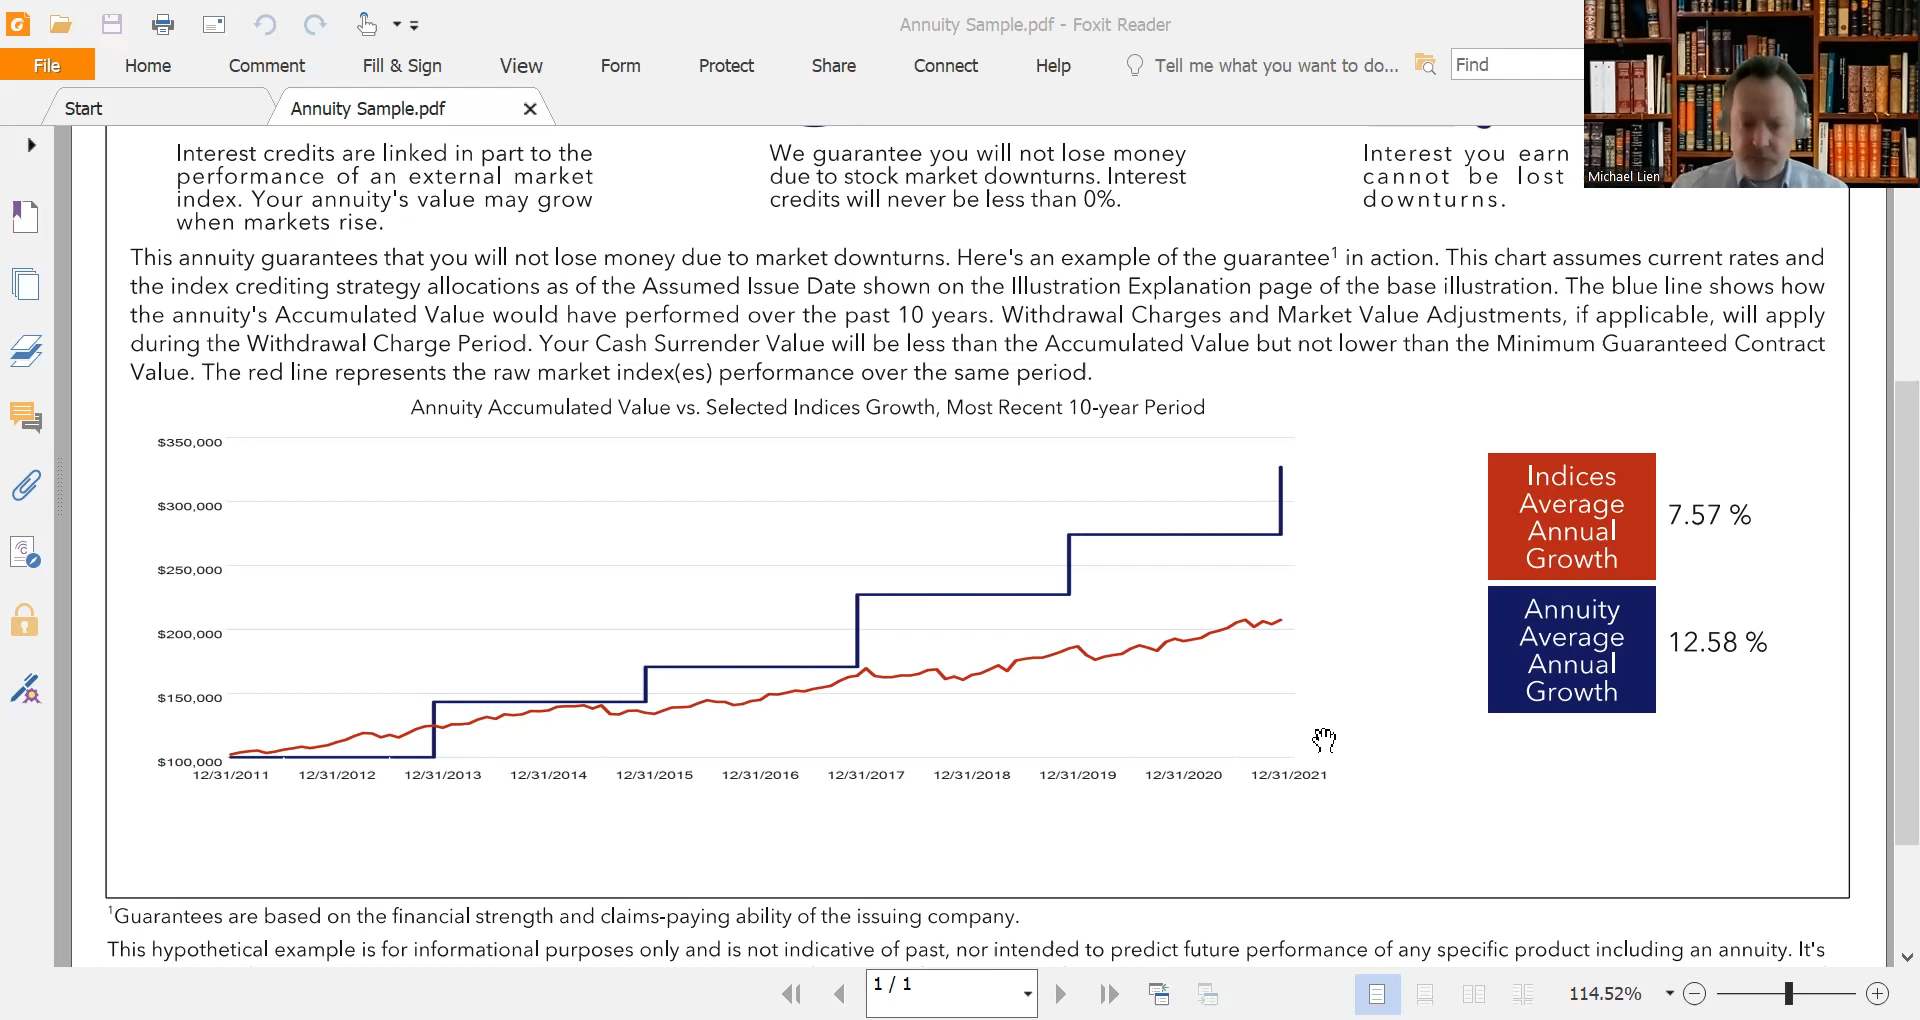 Annuity Sample.pdf - Foxit Reader
File Home Comment Fill & Sign View Form Protect Share Connect Help Tell me what you want to do... Find
Start Annuity Sample.pdf
Michael Lien
Interest credits are linked in part to the
performance of an external market
index. Your annuity's value may grow
when markets rise.
We guarantee you will not lose money
due to stock market downturns. Interest
credits will never be less than 0%.
Interest you earn
cannot be lost
downturns.
This annuity guarantees that you will not lose money due to market downturns. Here's an example of the guarantee1 in action. This chart assumes current rates and
the index crediting strategy allocations as of the Assumed Issue Date shown on the Illustration Explanation page of the base illustration. The blue line shows how
the annuity's Accumulated Value would have performed over the past 10 years. Withdrawal Charges and Market Value Adjustments, if applicable, will apply
during the Withdrawal Charge Period. Your Cash Surrender Value will be less than the Accumulated Value but not lower than the Minimum Guaranteed Contract
Value. The red line represents the raw market index(es) performance over the same period.
Annuity Accumulated Value vs. Selected Indices Growth, Most Recent 10-year Period
$350,000
$300,000
$250,000
$200,000
$150,000
$100,000
12/31/2011 12/31/2012 12/31/2013 12/31/2014 12/31/2015 12/31/2016 12/31/2017 12/31/2018 12/31/2019 12/31/2020 12/31/2021
Indices
Average
Annual
Growth
7.57 %
Annuity
Average
Annual
Growth
12.58 %
1Guarantees are based on the financial strength and claims-paying ability of the issuing company.
This hypothetical example is for informational purposes only and is not indicative of past, nor intended to predict future performance of any specific product including an annuity. It's
1 / 1
114.52%